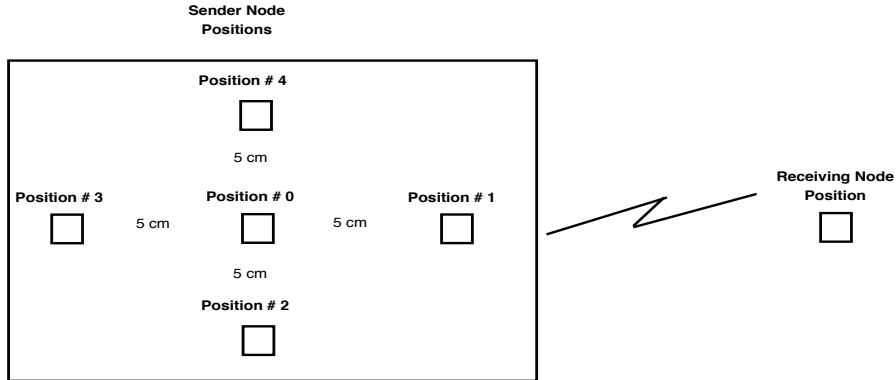 Sender Node
Positions
Position # 4
5 cm
Position # 3
Position # 0
Position # 1
5 cm
5 cm
5 cm
Position # 2
Receiving Node
Position